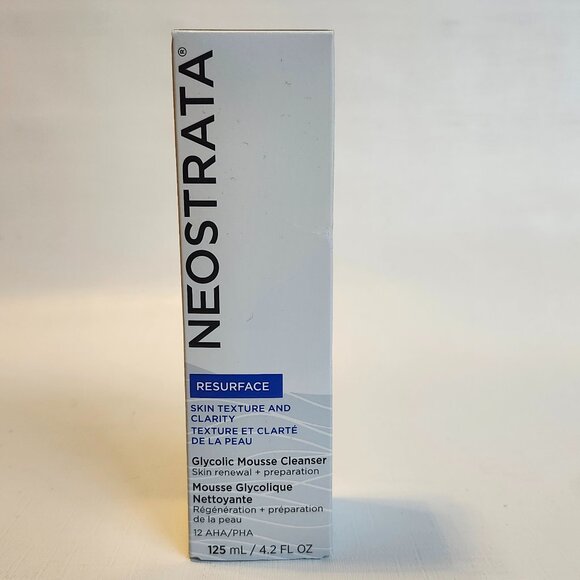 NEOSTRATA®
RESURFACE
SKIN TEXTURE AND
CLARITY
TEXTURE ET CLARTÉ
DE LA PEAU
Glycolic Mousse Cleanser
Skin renewal + preparation
Mousse Glycolique
Nettoyante
Régénération + préparation
de la peau
12 AHA/PHA
125 mL / 4.2 FL OZ